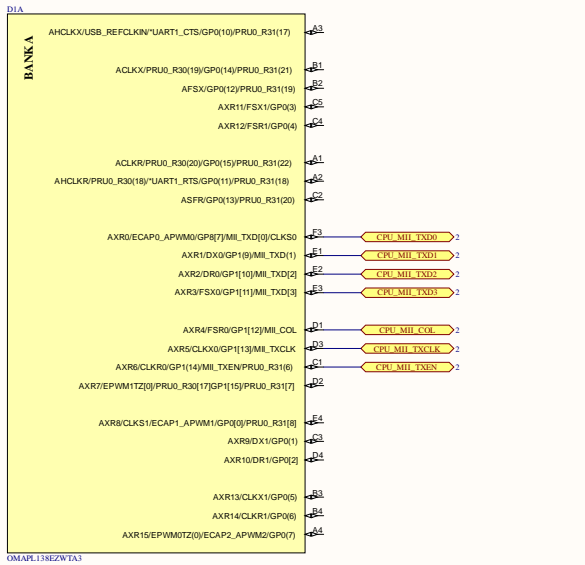 D1A
BANK A
AHCLKX/USB_REFCLKIN/*UART1_CTS/GP0(10)/PRU0_R31(17) A3
ACLKX/PRU0_R30(19)/GP0(14)/PRU0_R31(21) B1
AFSX/GP0(12)/PRU0_R31(19) B2
AXR11/FSX1/GP0(3) C5
AXR12/FSR1/GP0(4) C4
ACLKR/PRU0_R30(20)/GP0(15)/PRU0_R31(22) A1
AHCLKR/PRU0_R30(18)/*UART1_RTS/GP0(11)/PRU0_R31(18) A2
ASFR/GP0(13)/PRU0_R31(20) C2
AXR0/ECAP0_APWM0/GP8[7]/MII_TXD[0]/CLKS0 F3 CPU_MII_TXD0 2
AXR1/DX0/GP1(9)/MII_TXD(1) E1 CPU_MII_TXD1 2
AXR2/DR0/GP1[10]/MII_TXD[2] E2 CPU_MII_TXD2 2
AXR3/FSX0/GP1[11]/MII_TXD[3] E3 CPU_MII_TXD3 2
AXR4/FSR0/GP1[12]/MII_COL D1 CPU_MII_COL 2
AXR5/CLKX0/GP1[13]/MII_TXCLK D3 CPU_MII_TXCLK 2
AXR6/CLKR0/GP1(14)/MII_TXEN/PRU0_R31(6) C1 CPU_MII_TXEN 2
AXR7/EPWM1TZ[0]/PRU0_R30[17]GP1[15]/PRU0_R31[7] D2
AXR8/CLKS1/ECAP1_APWM1/GP0[0]/PRU0_R31[8] E4
AXR9/DX1/GP0(1) C3
AXR10/DR1/GP0[2] D4
AXR13/CLKX1/GP0(5) B3
AXR14/CLKR1/GP0(6) B4
AXR15/EPWM0TZ(0)/ECAP2_APWM2/GP0(7) A4
OMAPL138EZWTA3